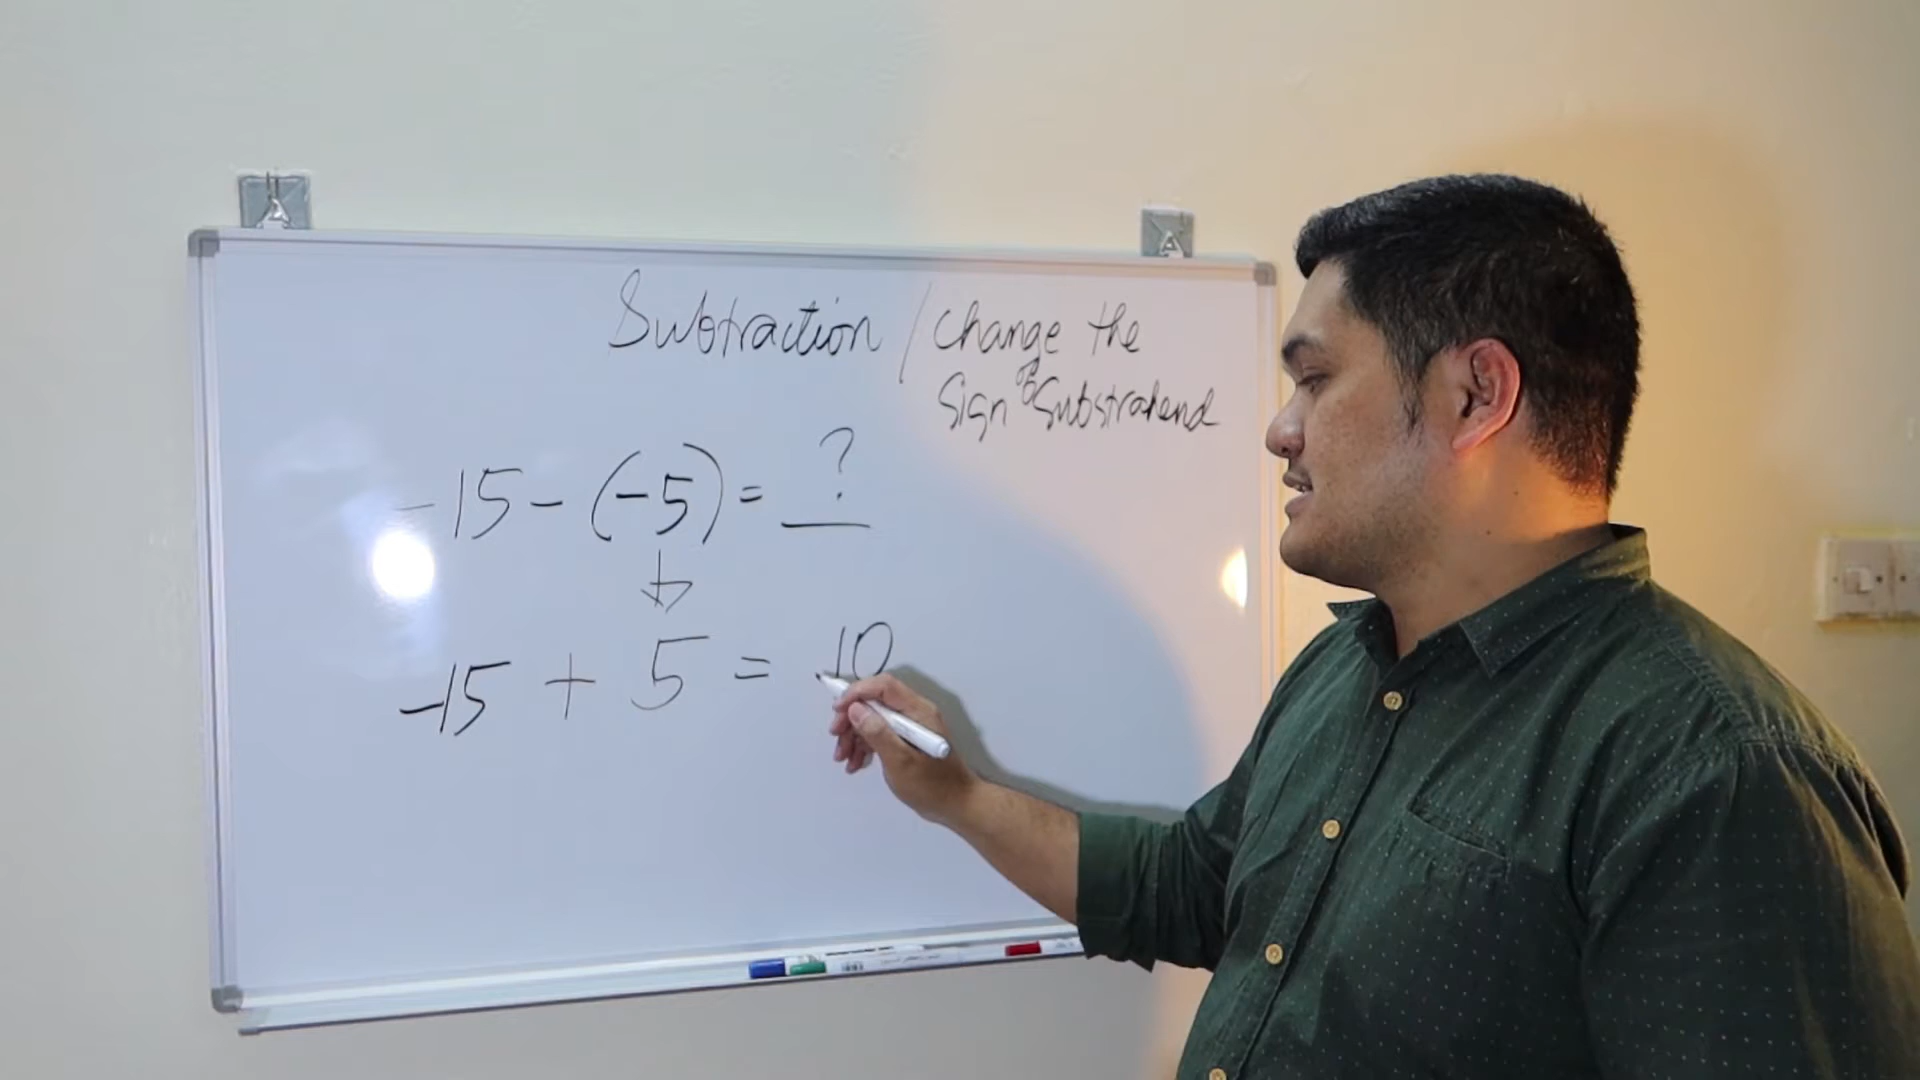 Subtraction / Change the
Sign of Substrahend
-15 - (-5) = ?
-15 + 5 = 10